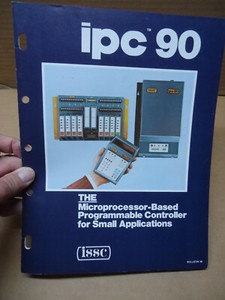 ipc™ 90
THE
Microprocessor-Based
Programmable Controller
for Small Applications
issc